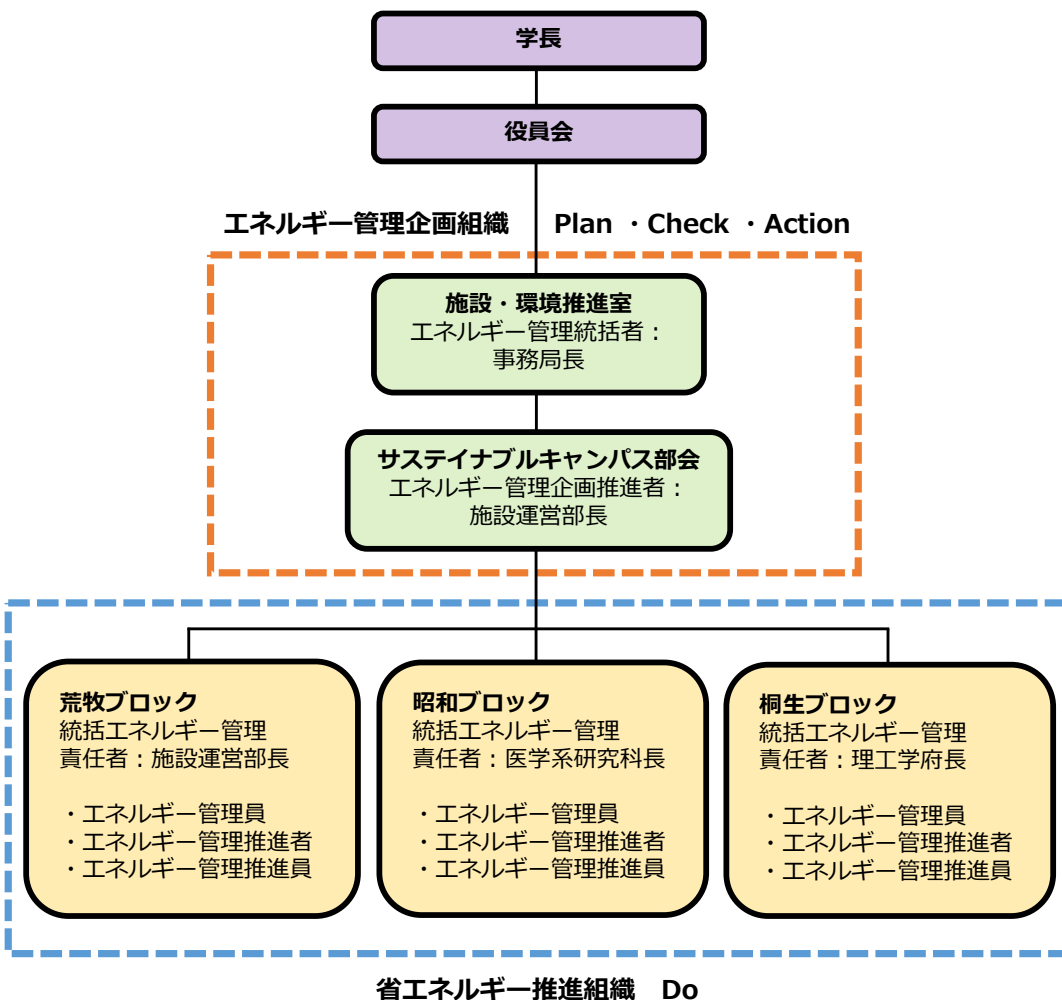 学長
役員会
エネルギー管理企画組織 Plan ・Check ・Action
施設・環境推進室
エネルギー管理統括者：
事務局長
サステイナブルキャンパス部会
エネルギー管理企画推進者：
施設運営部長
荒牧ブロック
統括エネルギー管理
責任者：施設運営部長
・エネルギー管理員
・エネルギー管理推進者
・エネルギー管理推進員
昭和ブロック
統括エネルギー管理
責任者：医学系研究科長
・エネルギー管理員
・エネルギー管理推進者
・エネルギー管理推進員
桐生ブロック
統括エネルギー管理
責任者：理工学府長
・エネルギー管理員
・エネルギー管理推進者
・エネルギー管理推進員
省エネルギー推進組織 Do